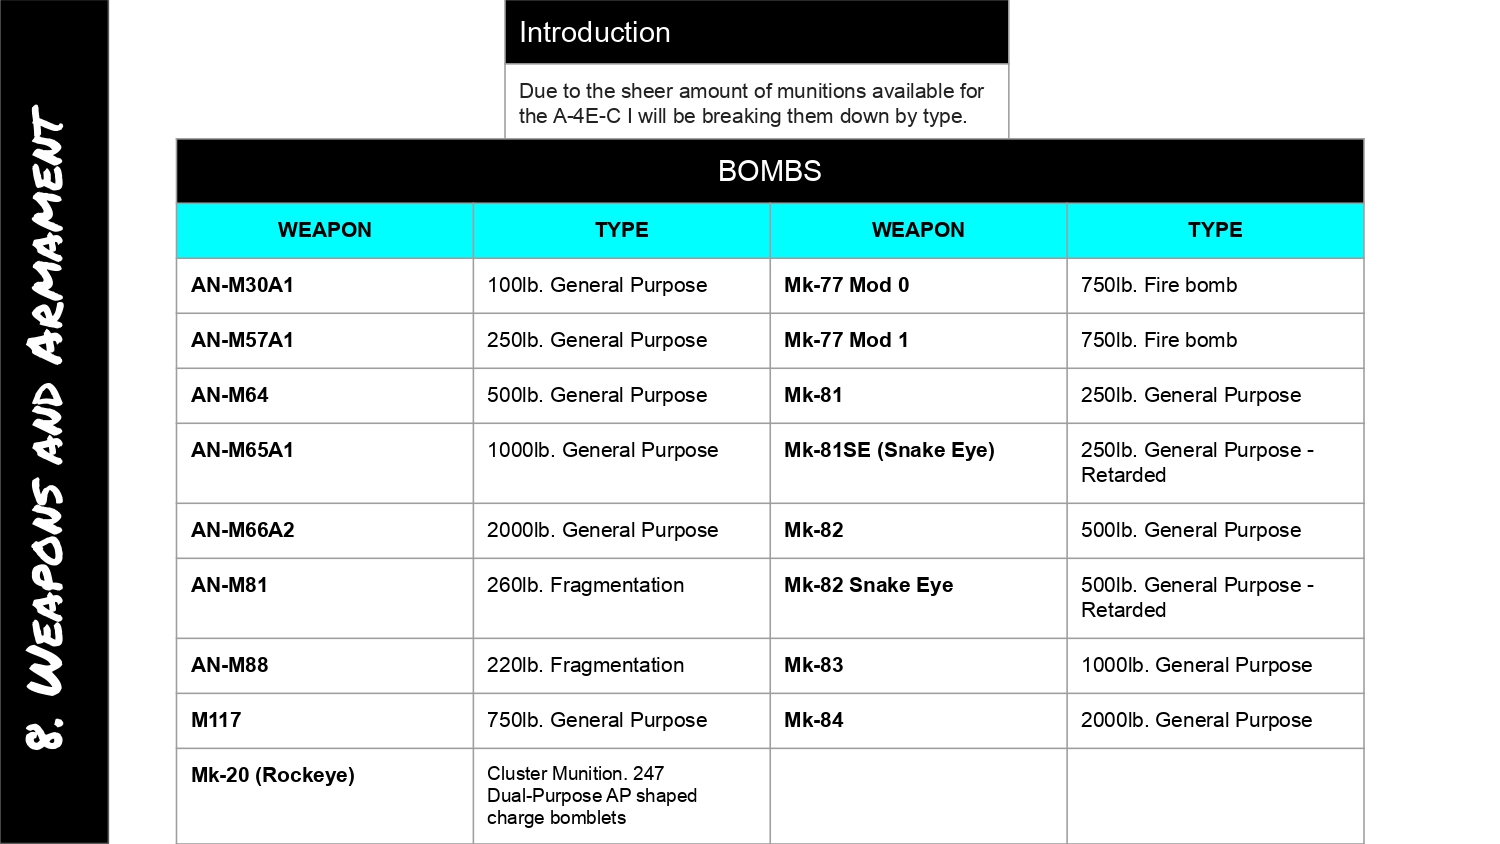 8. Weapons and Armament
Introduction
Due to the sheer amount of munitions available for
the A-4E-C I will be breaking them down by type.
BOMBS
WEAPON TYPE WEAPON TYPE
AN-M30A1 100lb. General Purpose Mk-77 Mod 0 750lb. Fire bomb
AN-M57A1 250lb. General Purpose Mk-77 Mod 1 750lb. Fire bomb
AN-M64 500lb. General Purpose Mk-81 250lb. General Purpose
AN-M65A1 1000lb. General Purpose Mk-81SE (Snake Eye) 250lb. General Purpose -
Retarded
AN-M66A2 2000lb. General Purpose Mk-82 500lb. General Purpose
AN-M81 260lb. Fragmentation Mk-82 Snake Eye 500lb. General Purpose -
Retarded
AN-M88 220lb. Fragmentation Mk-83 1000lb. General Purpose
M117 750lb. General Purpose Mk-84 2000lb. General Purpose
Mk-20 (Rockeye) Cluster Munition. 247
Dual-Purpose AP shaped
charge bomblets